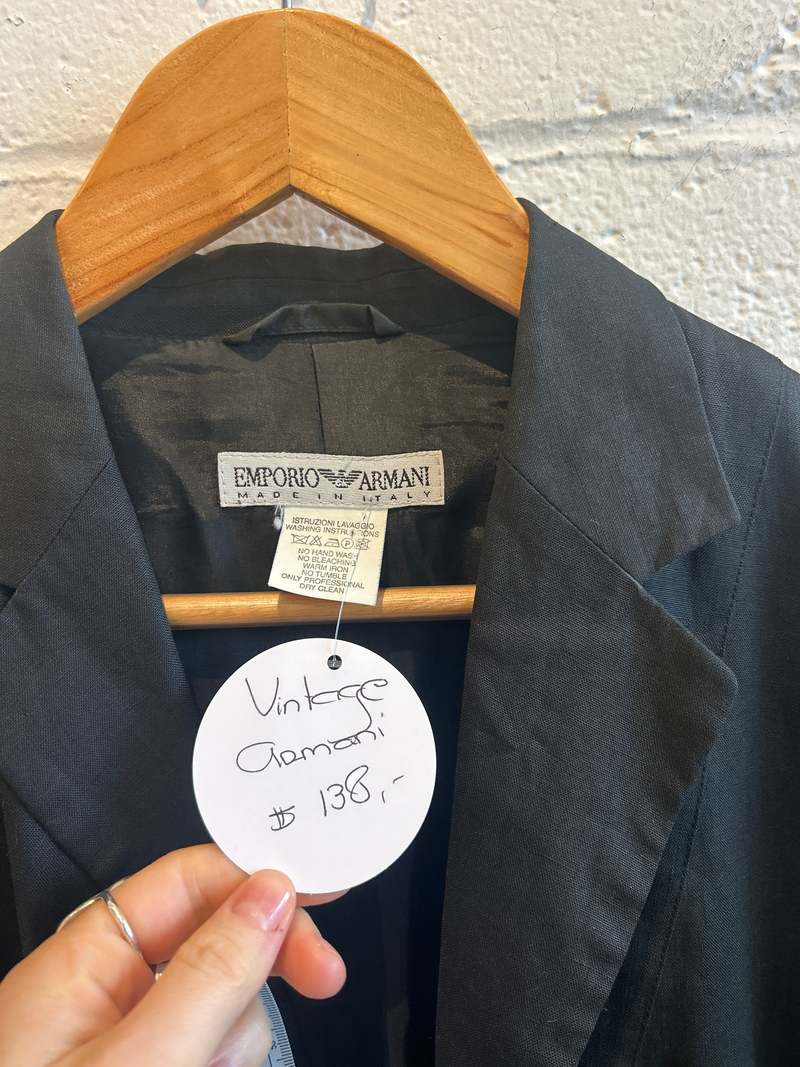 EMPORIO ARMANI
MADE IN ITALY
ISTRUZIONI LAVAGGIO
WASHING INSTRUCTIONS
NO HAND WASH
NO BLEACHING
WARM IRON
NO TUMBLE
ONLY PROFESSIONAL
DRY CLEAN
Vintage
Armani
$ 138,-